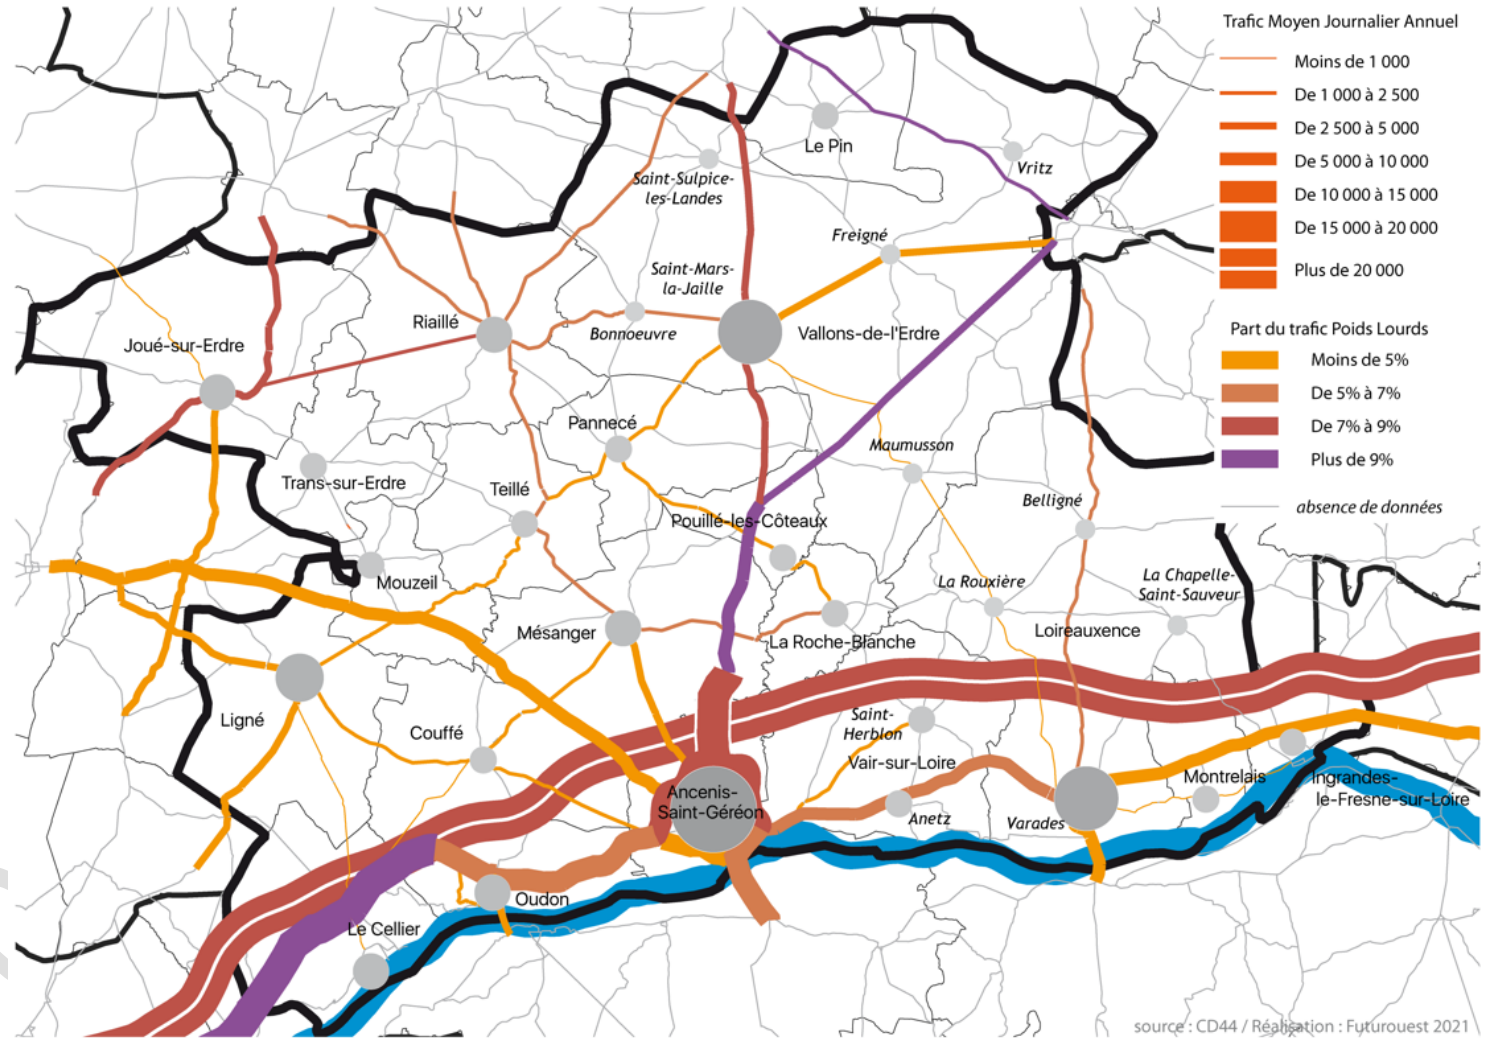 Trafic Moyen Journalier Annuel
Moins de 1 000
De 1 000 à 2 500
De 2 500 à 5 000
De 5 000 à 10 000
De 10 000 à 15 000
De 15 000 à 20 000
Plus de 20 000
Part du trafic Poids Lourds
Moins de 5%
De 5% à 7%
De 7% à 9%
Plus de 9%
absence de données
Le Pin
Vritz
Saint-Sulpice-
les-Landes
Freigné
Saint-Mars-
la-Jaille
Riaillé
Bonnoeuvre
Vallons-de-l'Erdre
Joué-sur-Erdre
Pannecé
Maumusson
Trans-sur-Erdre
Teillé
Belligné
Pouillé-les-Côteaux
Mouzeil
La Rouxière
La Chapelle-
Saint-Sauveur
Mésanger
La Roche-Blanche
Loireauxence
Ligné
Couffé
Saint-
Herblon
Vair-sur-Loire
Montrelais
Ingrandes-
le-Fresne-sur-Loire
Ancenis-
Saint-Géréon
Anetz
Varades
Oudon
Le Cellier
source : CD44 / Réalisation : Futurouest 2021